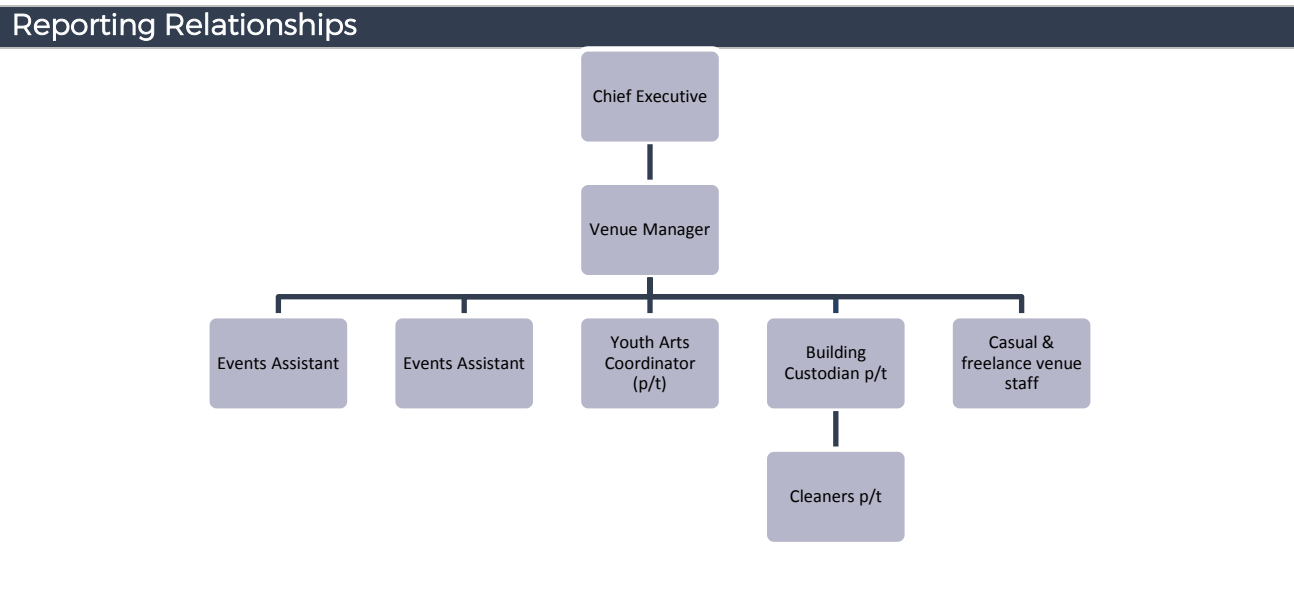 Reporting Relationships
Chief Executive
Venue Manager
Events Assistant
Events Assistant
Youth Arts
Coordinator
(p/t)
Building
Custodian p/t
Casual &
freelance venue
staff
Cleaners p/t